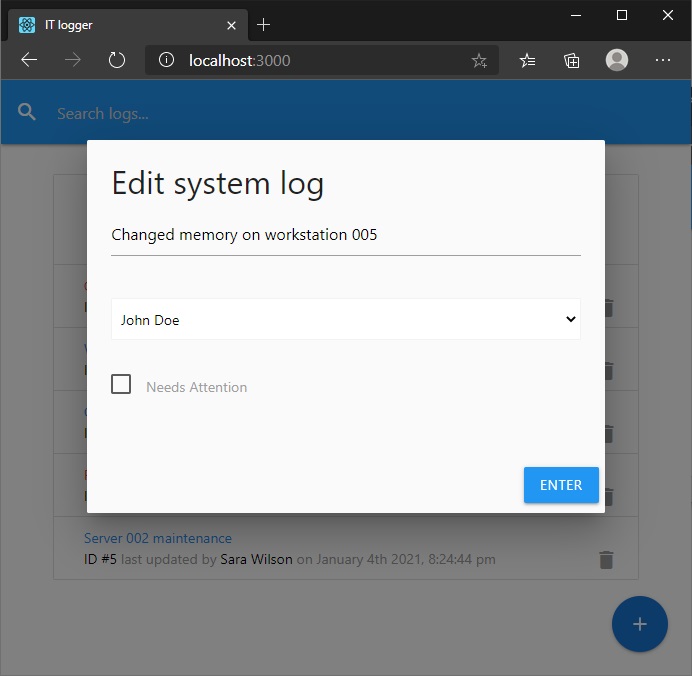 IT logger
localhost:3000
Search logs...
Edit system log
Changed memory on workstation 005
John Doe
Needs Attention
ENTER
Server 002 maintenance
ID #5 last updated by Sara Wilson on January 4th 2021, 8:24:44 pm